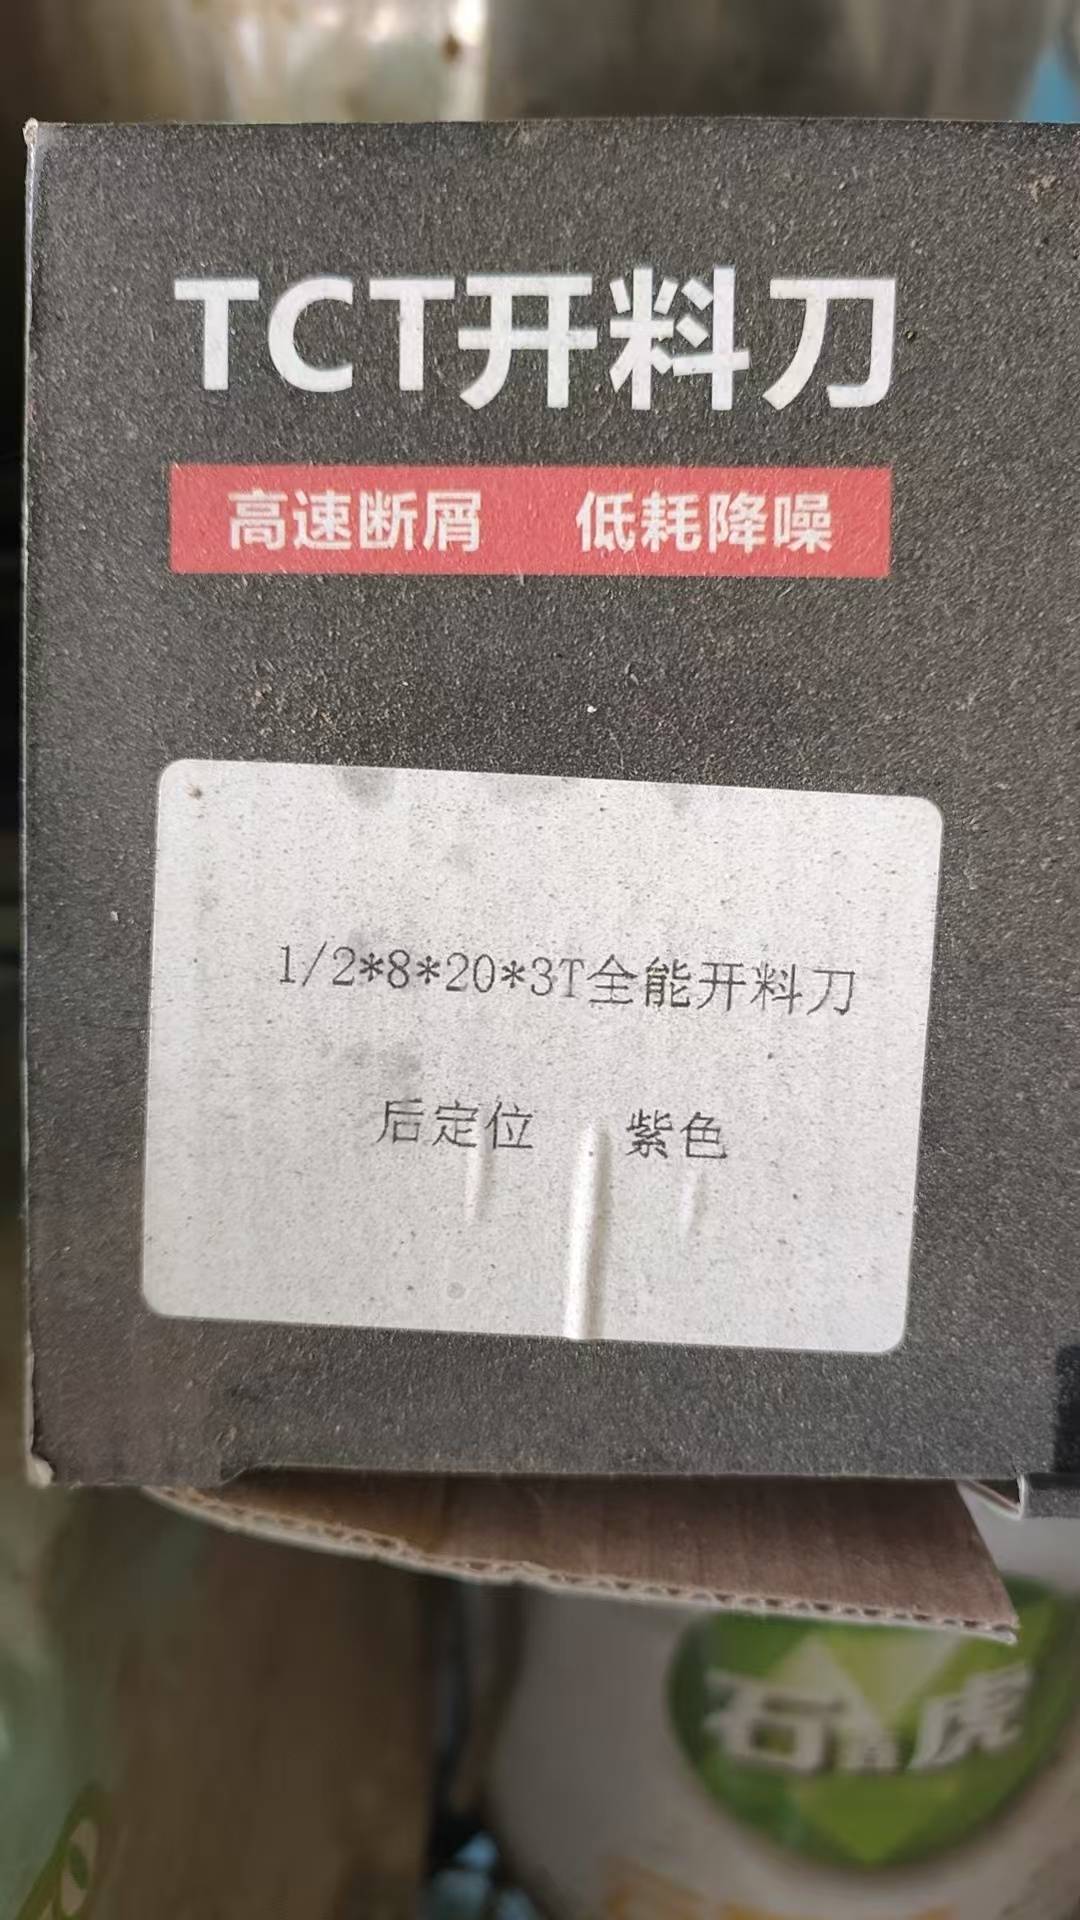 TCT开料刀
高速断屑 低耗降噪
1/2*8*20*3T全能开料刀
后定位 紫色
石 虎